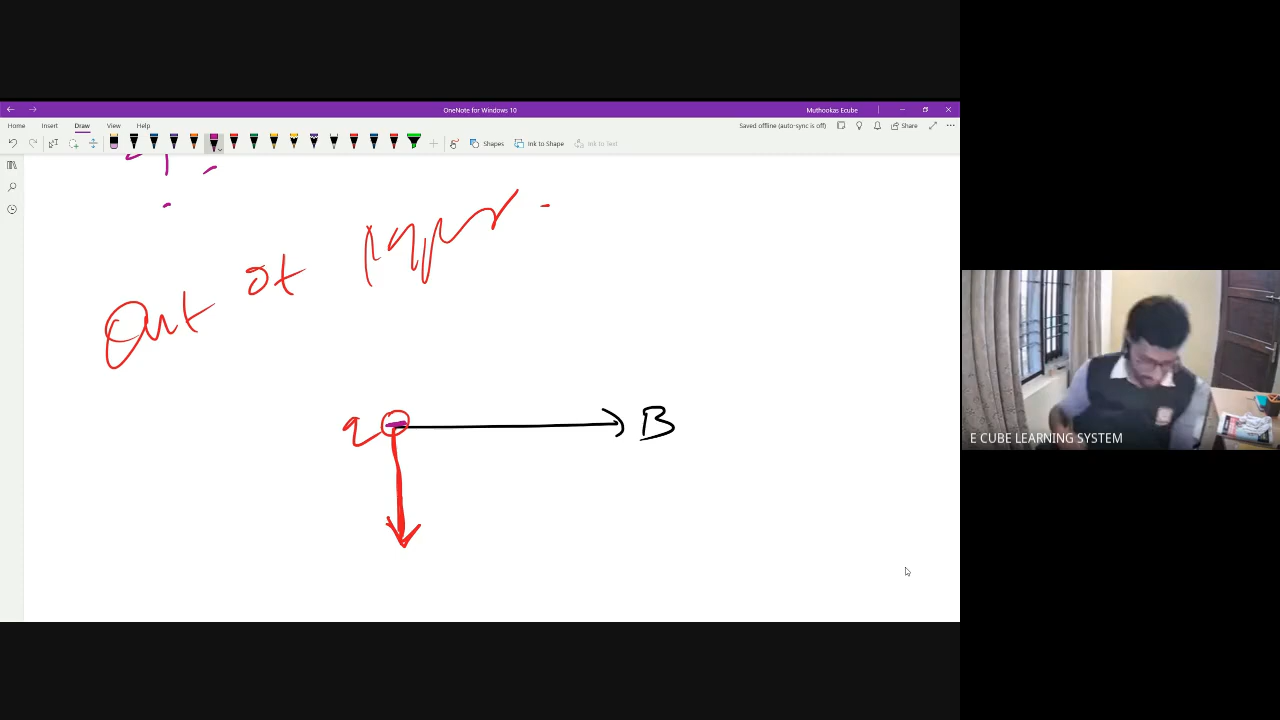 OneNote for Windows 10
Muthookas Ecube
Home Insert Draw View Help
Saved offline (auto-sync is off)
Share
Shapes
Ink to Shape
Ink to Text
Out of
q
B
E CUBE LEARNING SYSTEM